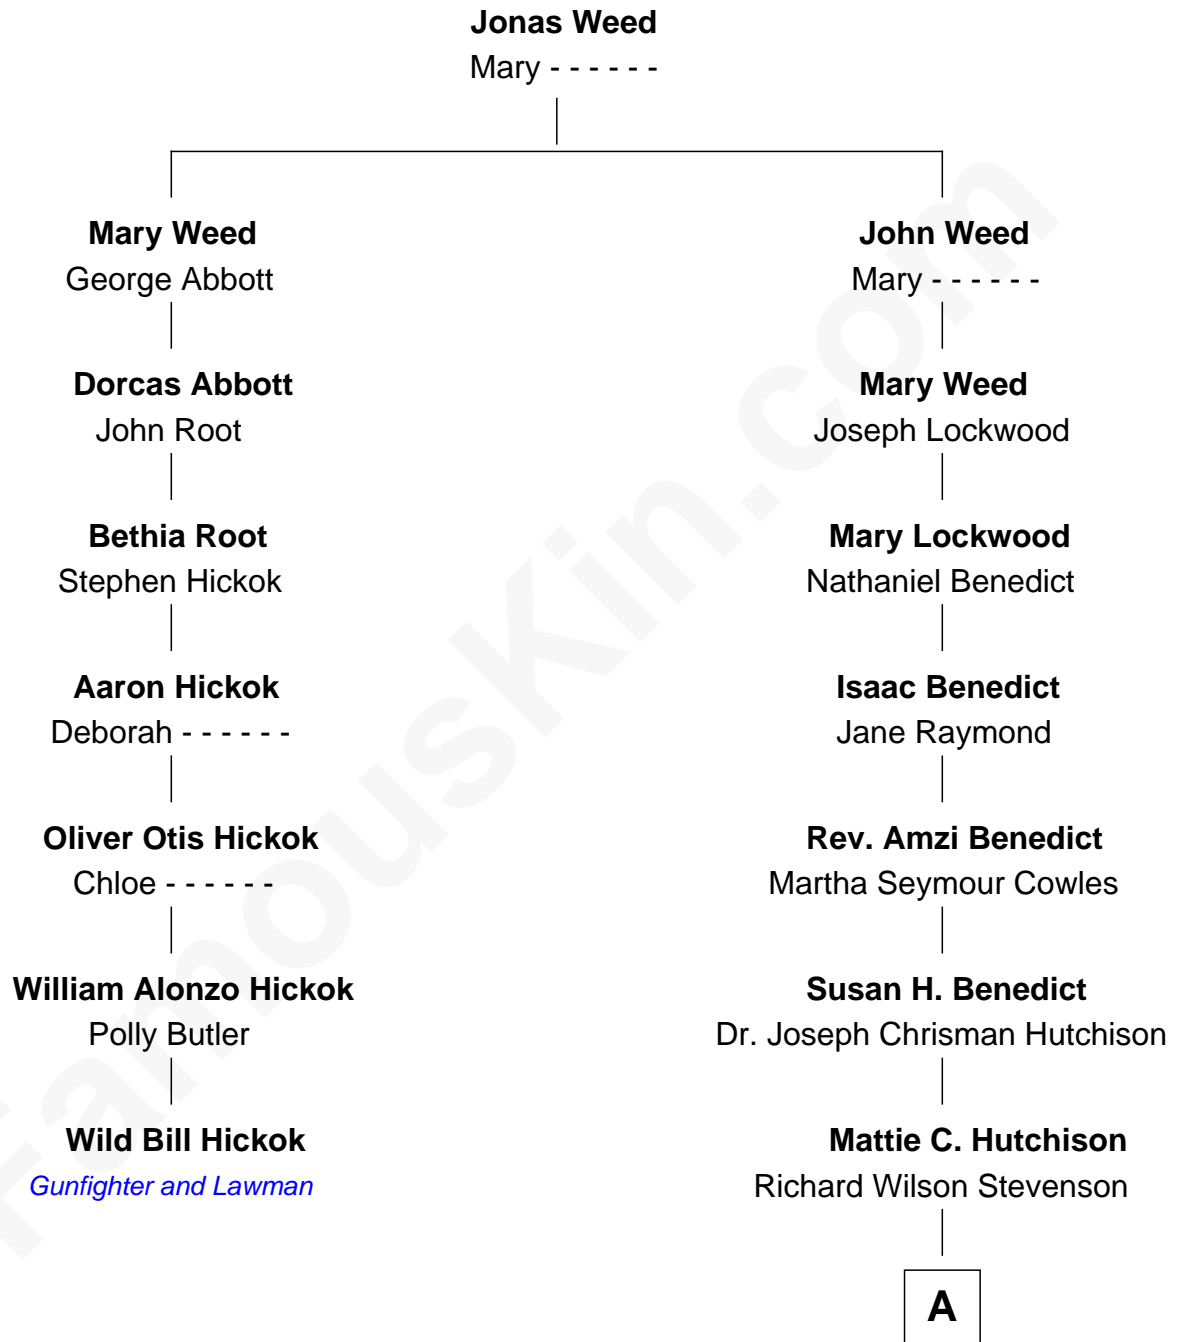 Jonas Weed
Mary - - - - - -
Mary Weed
George Abbott
John Weed
Mary - - - - - -
Dorcas Abbott
John Root
Mary Weed
Joseph Lockwood
Bethia Root
Stephen Hickok
Mary Lockwood
Nathaniel Benedict
Aaron Hickok
Deborah - - - - - -
Isaac Benedict
Jane Raymond
Oliver Otis Hickok
Chloe - - - - - -
Rev. Amzi Benedict
Martha Seymour Cowles
William Alonzo Hickok
Polly Butler
Susan H. Benedict
Dr. Joseph Chrisman Hutchison
Wild Bill Hickok
Gunfighter and Lawman
Mattie C. Hutchison
Richard Wilson Stevenson
A
FamousKin.com